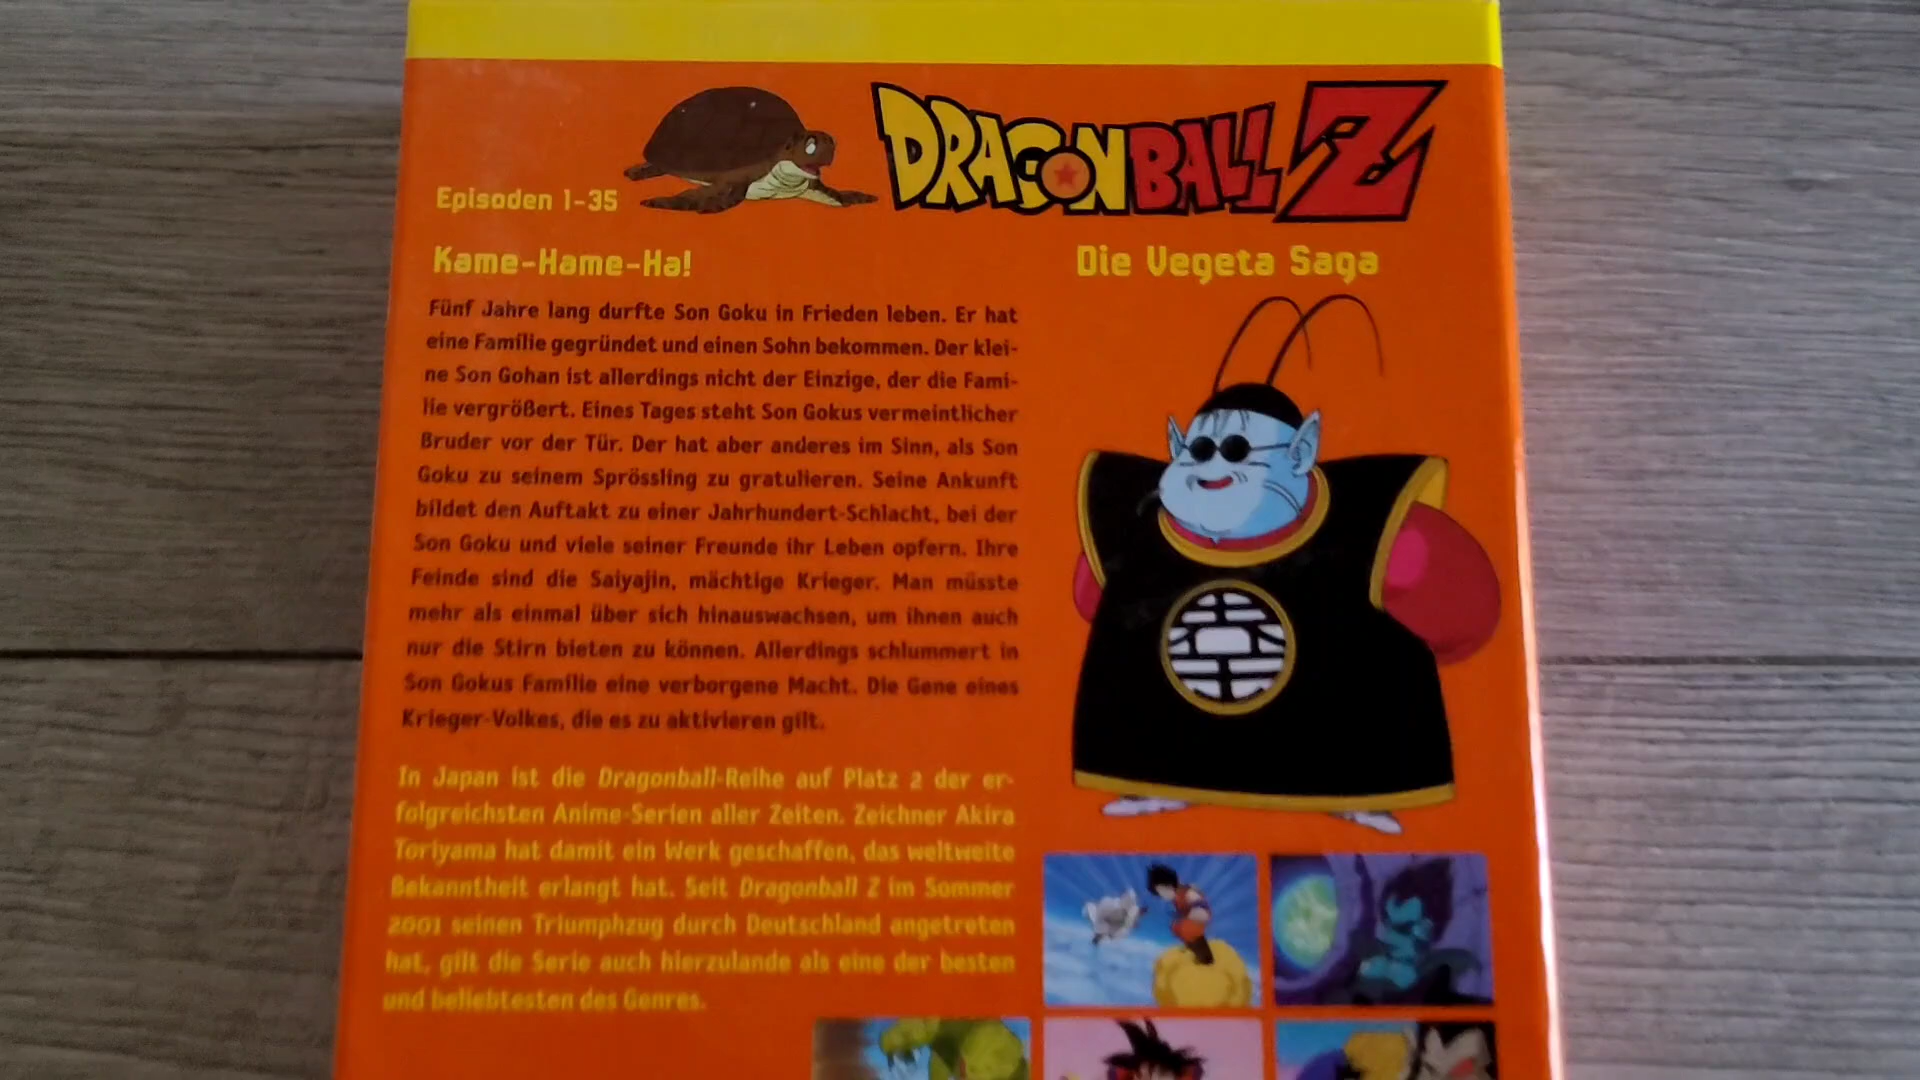 DRAGONBALL Z
Episoden 1-35
Kame-Hame-Ha!
Die Vegeta Saga
Fünf Jahre lang durfte Son Goku in Frieden leben. Er hat
eine Familie gegründet und einen Sohn bekommen. Der klei-
ne Son Gohan ist allerdings nicht der Einzige, der die Fami-
lie vergrößert. Eines Tages steht Son Gokus vermeintlicher
Bruder vor der Tür. Der hat aber anderes im Sinn, als Son
Goku zu seinem Sprössling zu gratulieren. Seine Ankunft
bildet den Auftakt zu einer Jahrhundert-Schlacht, bei der
Son Goku und viele seiner Freunde ihr Leben opfern. Ihre
Feinde sind die Saiyajin, mächtige Krieger. Man müsste
mehr als einmal über sich hinauswachsen, um ihnen auch
nur die Stirn bieten zu können. Allerdings schlummert in
Son Gokus Familie eine verborgene Macht. Die Gene eines
Krieger-Volkes, die es zu aktivieren gilt.
In Japan ist die Dragonball-Reihe auf Platz 2 der er-
folgreichsten Anime-Serien aller Zeiten. Zeichner Akira
Toriyama hat damit ein Werk geschaffen, das weltweite
Bekanntheit erlangt hat. Seit Dragonball Z im Sommer
2001 seinen Triumphzug durch Deutschland angetreten
hat, gilt die Serie auch hierzulande als eine der besten
und beliebtesten des Genres.